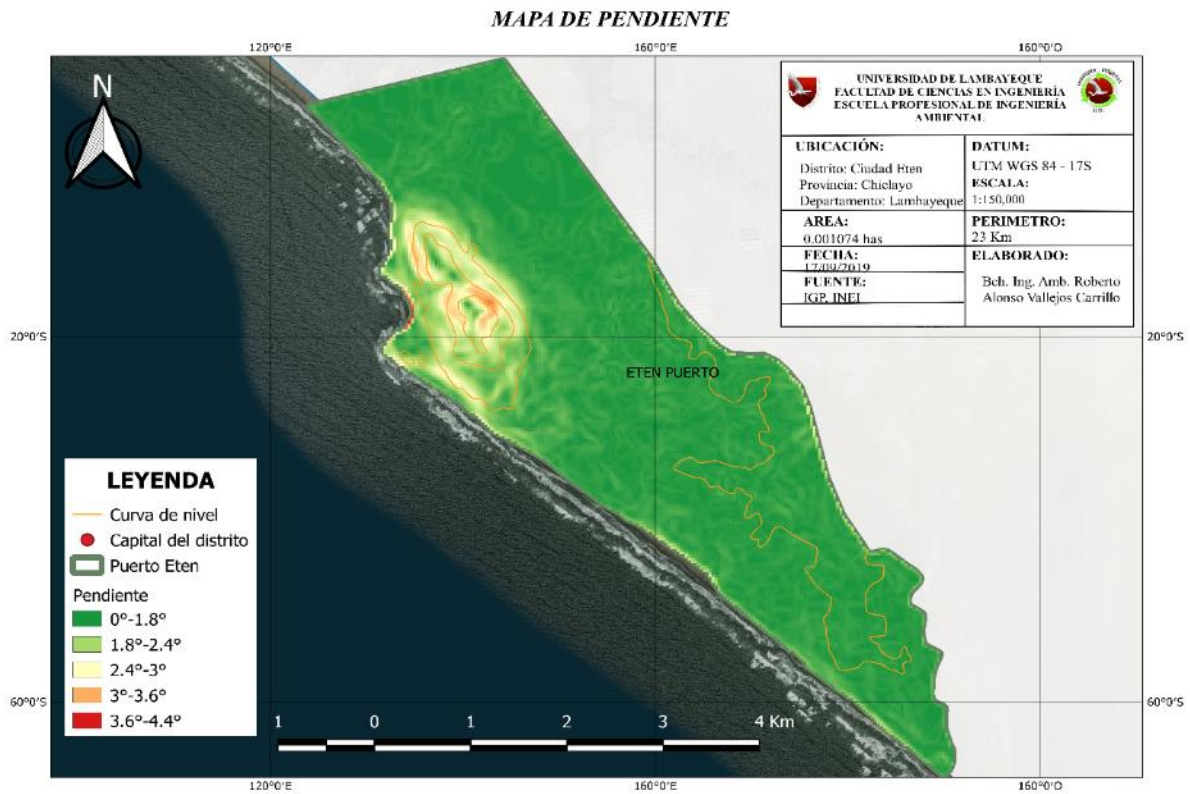 MAPA DE PENDIENTE
120°0'E
160°0'E
160°0'O
N
UNIVERSIDAD DE LAMBAYEQUE
FACULTAD DE CIENCIAS EN INGENIERÍA
ESCUELA PROFESIONAL DE INGENIERÍA
AMBIENTAL
UBICACIÓN:
Distrito: Ciudad Eten
Provincia: Chiclayo
Departamento: Lambayeque
DATUM:
UTM WGS 84 - 17S
ESCALA:
1:150,000
AREA:
0.001074 has
PERIMETRO:
23 Km
FECHA:
17/09/2019
ELABORADO:
Bch. Ing. Amb. Roberto
Alonso Vallejos Carrillo
FUENTE:
IGP, INEI
20°0'S
20°0'S
ETEN PUERTO
LEYENDA
Curva de nivel
Capital del distrito
Puerto Eten
Pendiente
0°-1.8°
1.8°-2.4°
2.4°-3°
3°-3.6°
3.6°-4.4°
60°0'S
60°0'S
1 0 1 2 3 4 Km
120°0'E
160°0'E
160°0'O